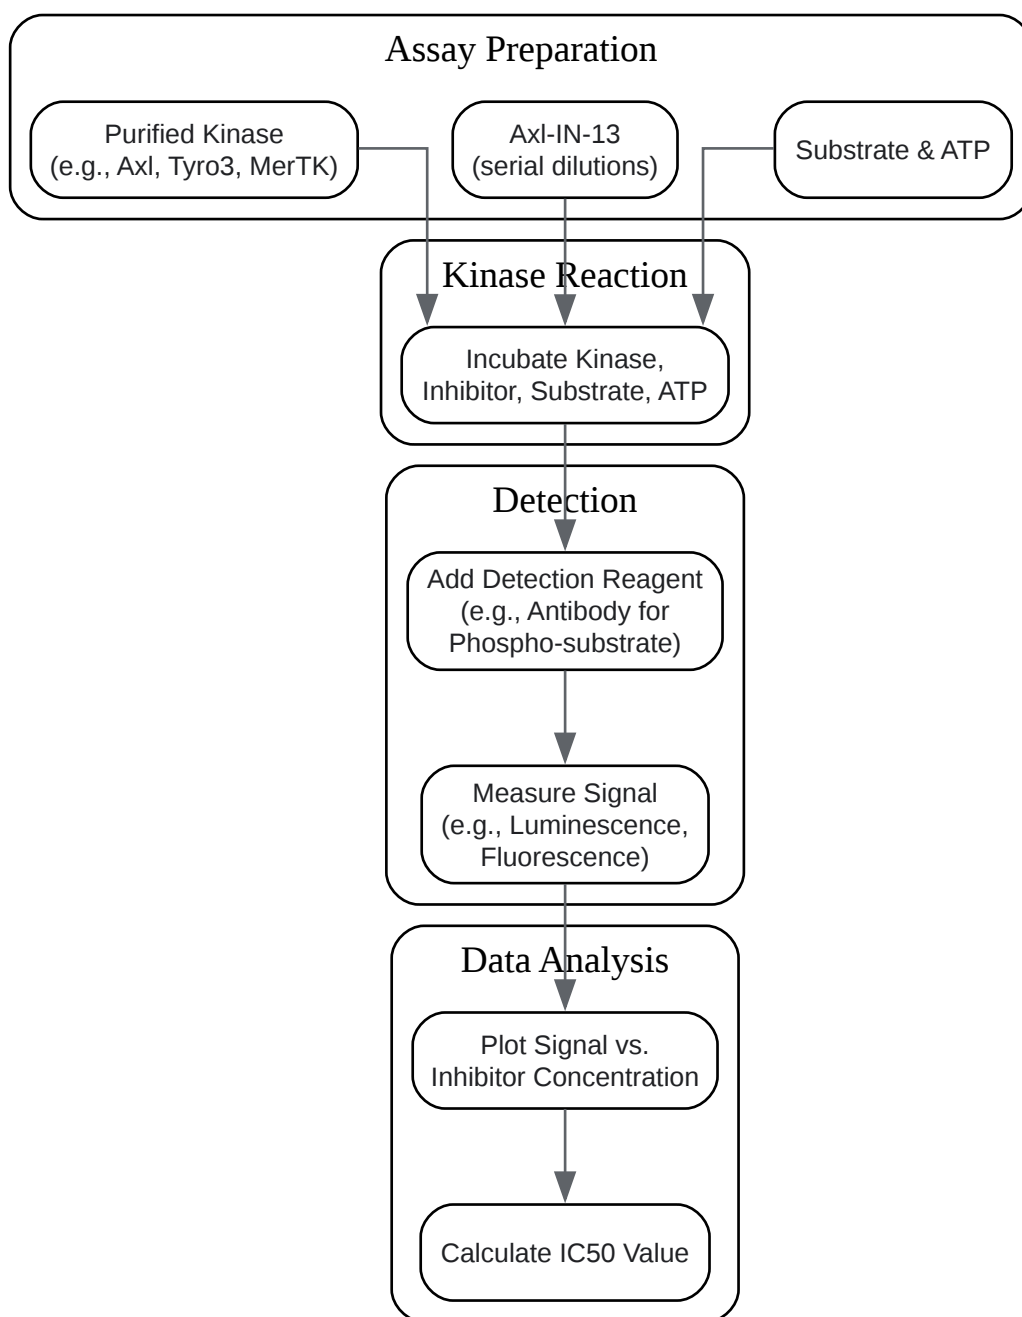 Assay Preparation
Purified Kinase
(e.g., Axl, Tyro3, MerTK)
Axl-IN-13
(serial dilutions)
Substrate & ATP
Kinase Reaction
Incubate Kinase,
Inhibitor, Substrate, ATP
Detection
Add Detection Reagent
(e.g., Antibody for
Phospho-substrate)
Measure Signal
(e.g., Luminescence,
Fluorescence)
Data Analysis
Plot Signal vs.
Inhibitor Concentration
Calculate IC50 Value